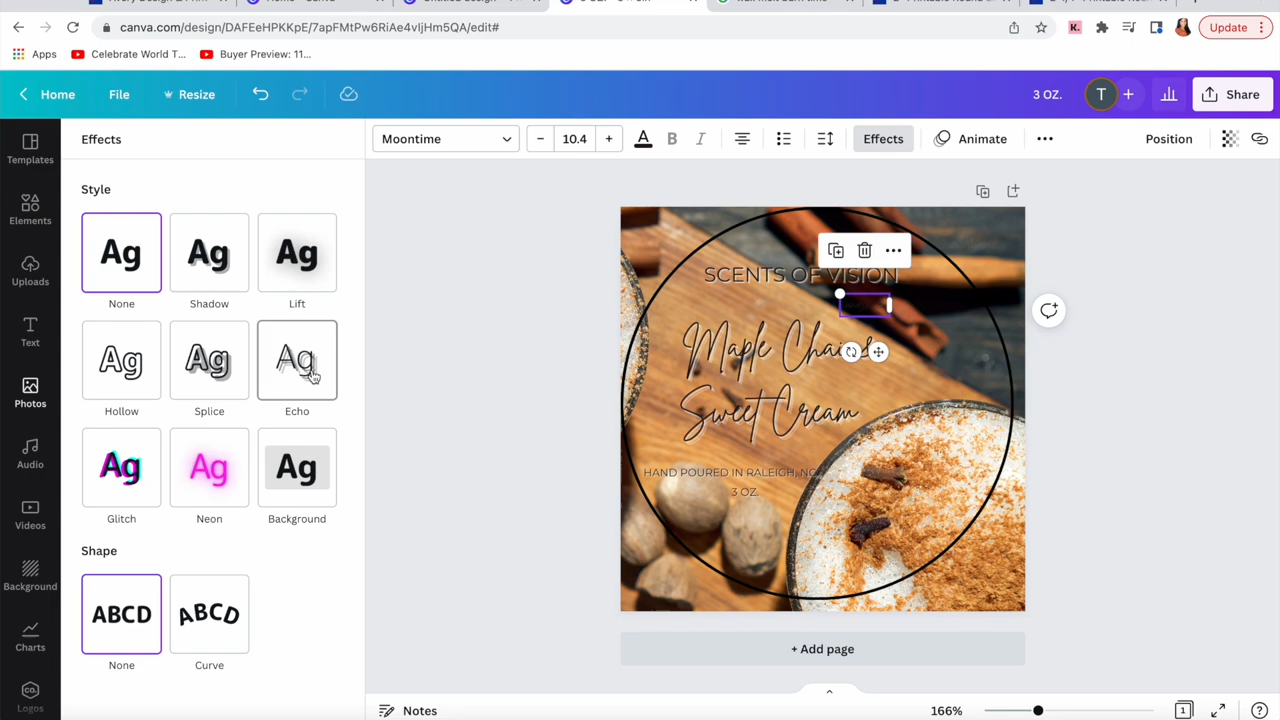 canva.com/design/DAFEeHPKKpE/7apFMtPw6RiAe4vIjHm5QA/edit#
Update
Apps
Celebrate World T...
Buyer Preview: 11...
Home
File
Resize
3 OZ.
T
Share
Templates
Elements
Uploads
Text
Photos
Audio
Videos
Background
Charts
Logos
Effects
Style
Ag
Ag
Ag
None
Shadow
Lift
Ag
Ag
Ag
Hollow
Splice
Echo
Ag
Ag
Ag
Glitch
Neon
Background
Shape
ABCD
ABCD
None
Curve
Moontime
10.4
A
B
I
Effects
Animate
Position
SCENTS OF VISION
Maple Chai
Sweet Cream
HAND POURED IN RALEIGH, NC
3 OZ.
+ Add page
Notes
166%
1